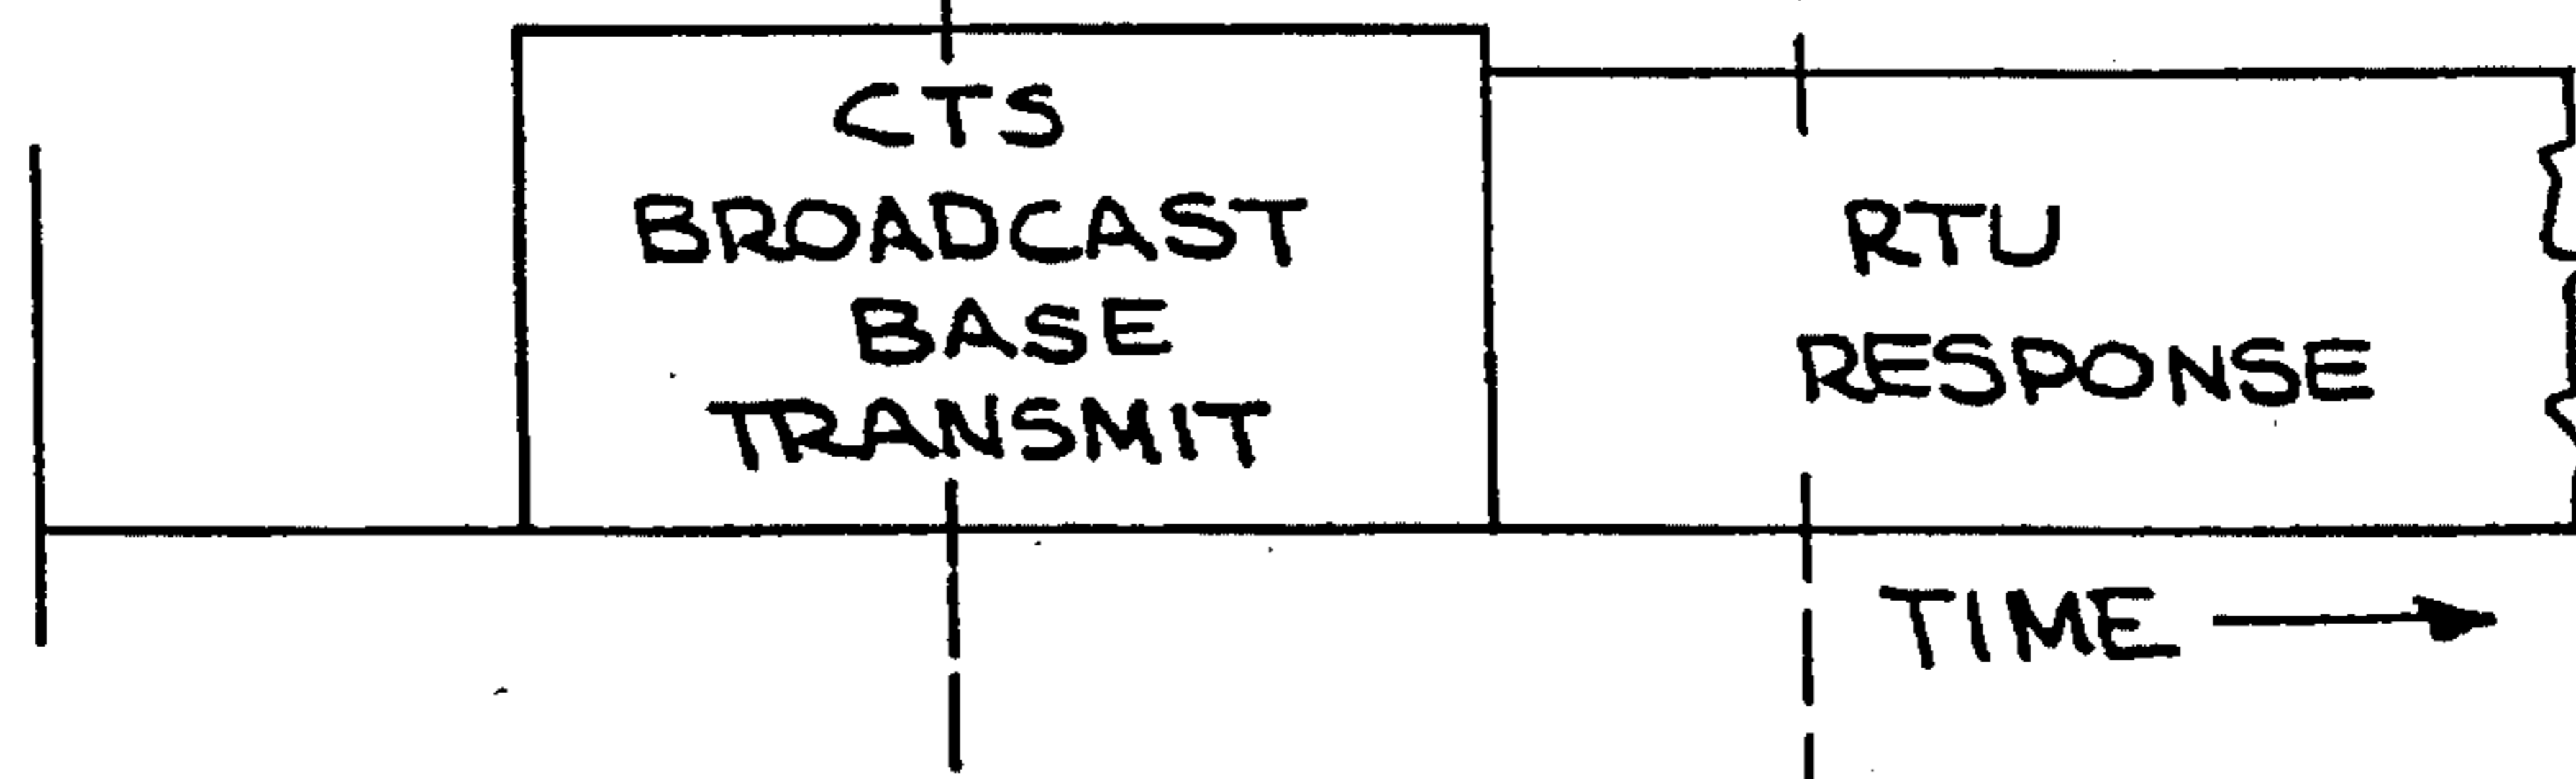 CTS
BROADCAST
BASE
TRANSMIT
RTU
RESPONSE
TIME